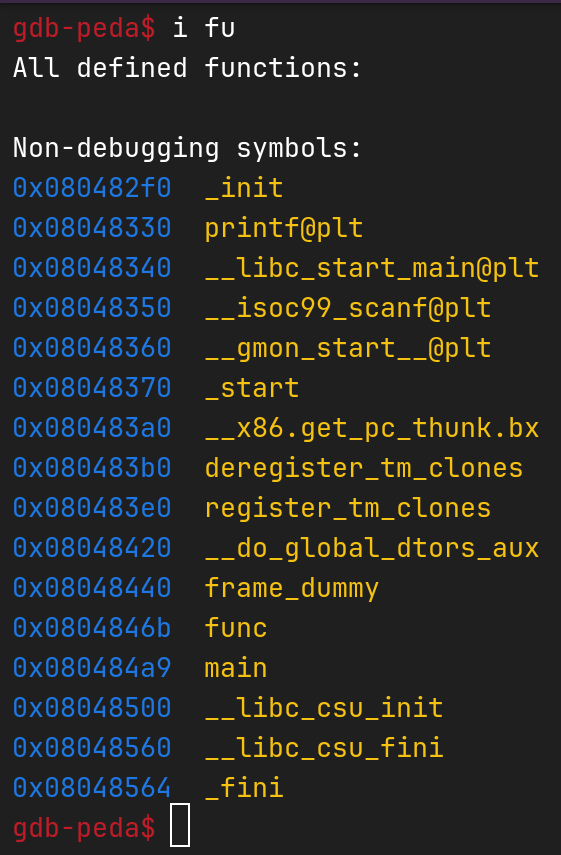 gdb-peda$ i fu
All defined functions:

Non-debugging symbols:
0x080482f0  _init
0x08048330  printf@plt
0x08048340  __libc_start_main@plt
0x08048350  __isoc99_scanf@plt
0x08048360  __gmon_start__@plt
0x08048370  _start
0x080483a0  __x86.get_pc_thunk.bx
0x080483b0  deregister_tm_clones
0x080483e0  register_tm_clones
0x08048420  __do_global_dtors_aux
0x08048440  frame_dummy
0x0804846b  func
0x080484a9  main
0x08048500  __libc_csu_init
0x08048560  __libc_csu_fini
0x08048564  _fini
gdb-peda$